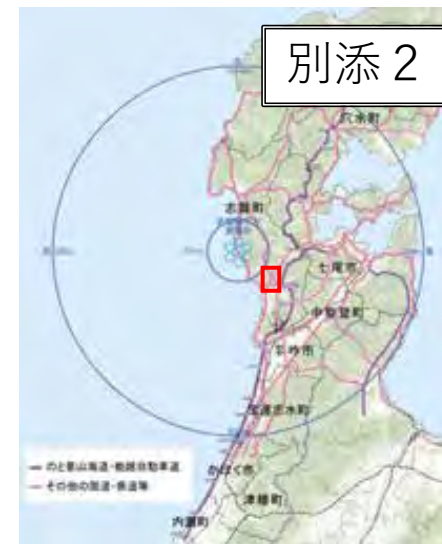 別添２
穴水町
志賀町
七尾市
中能登町
羽咋市
宝達志水町
かほく市
津幡町
内灘町
のと里山海道・能越自動車道
その他の国道・県道等